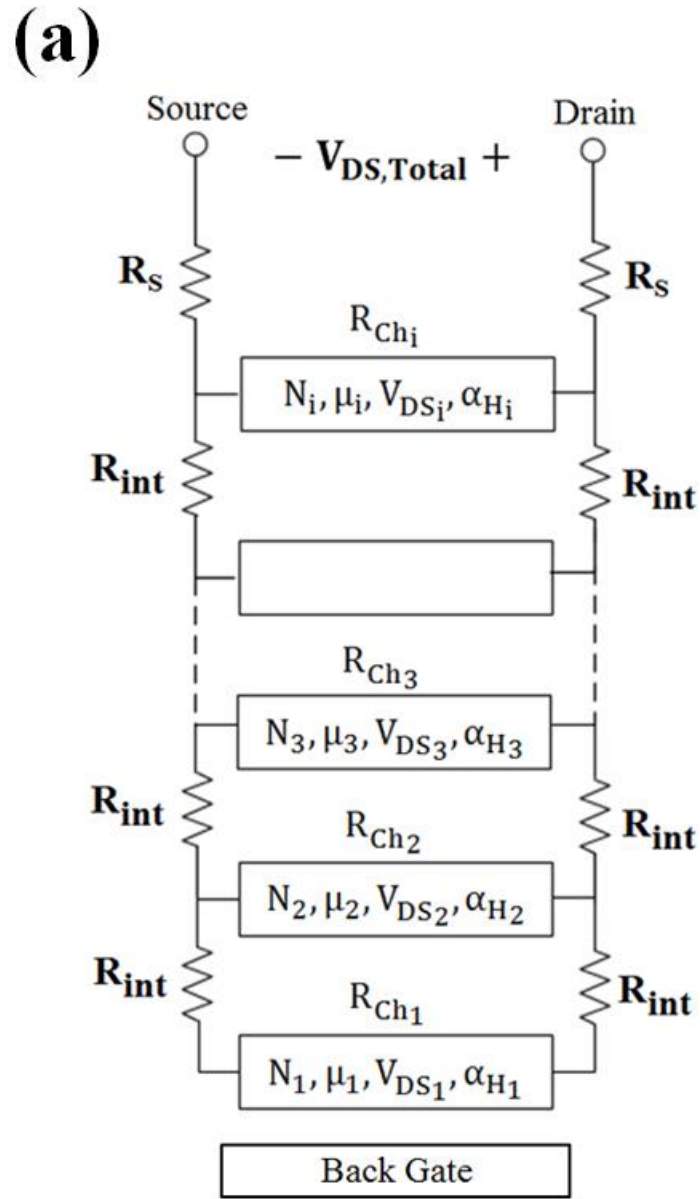 (a)
Source Drain
− V_DS,Total +
R_s R_s
R_Ch_i
N_i, μ_i, V_DS_i, α_H_i
R_int R_int
R_Ch_3
N_3, μ_3, V_DS_3, α_H_3
R_int R_int
R_Ch_2
N_2, μ_2, V_DS_2, α_H_2
R_int R_int
R_Ch_1
N_1, μ_1, V_DS_1, α_H_1
Back Gate